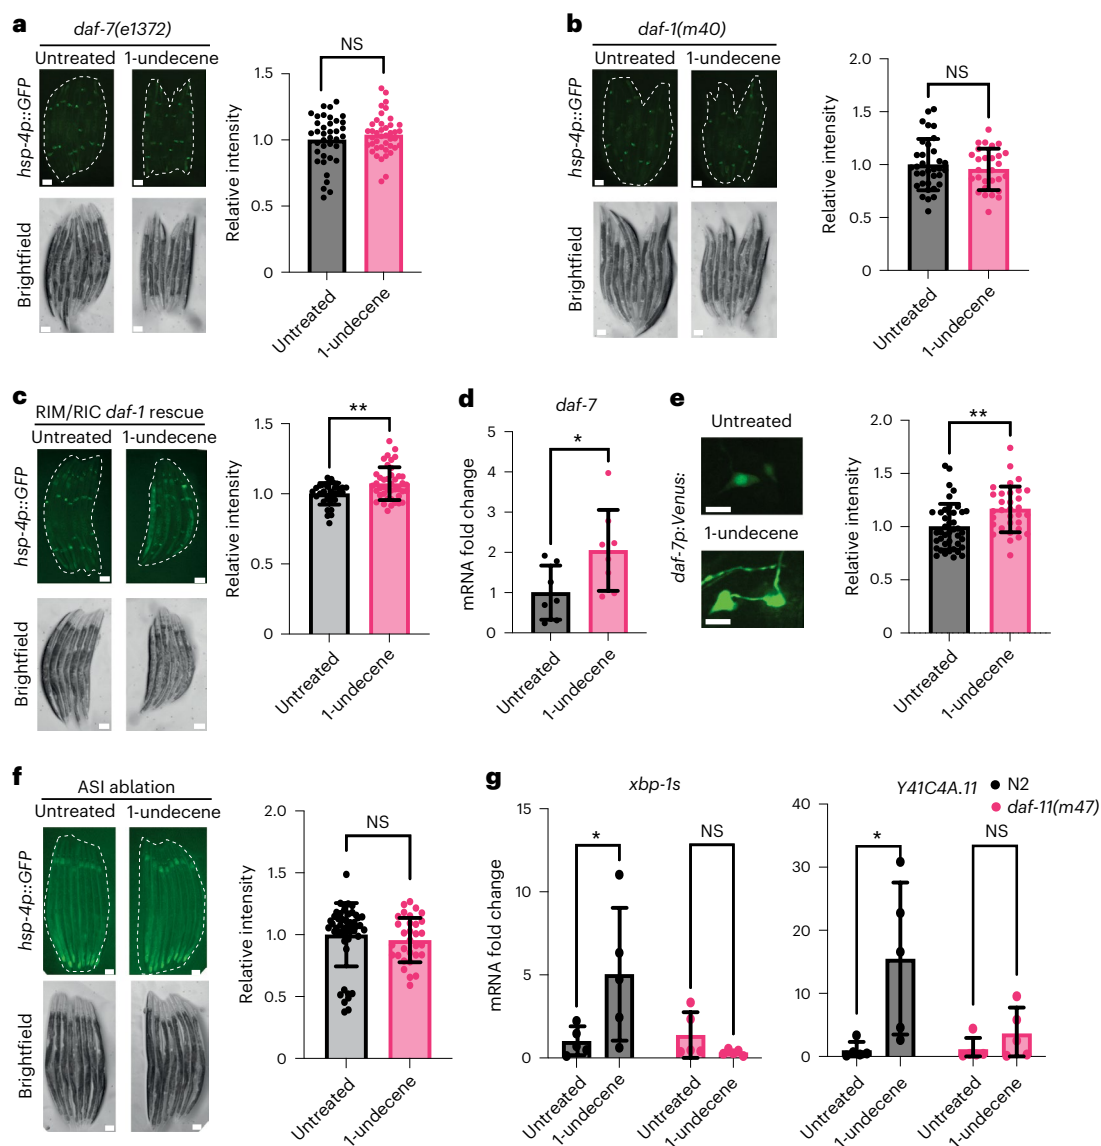 a
daf-7(e1372)
Untreated 1-undecene
hsp-4p::GFP
Brightfield
NS
Relative intensity
1.5
1.0
0.5
0
Untreated
1-undecene
b
daf-1(m40)
Untreated 1-undecene
hsp-4p::GFP
Brightfield
NS
Relative intensity
2.0
1.5
1.0
0.5
0
Untreated
1-undecene
c
RIM/RIC daf-1 rescue
Untreated 1-undecene
hsp-4p::GFP
Brightfield
**
Relative intensity
1.5
1.0
0.5
0
Untreated
1-undecene
d
daf-7
*
mRNA fold change
5
4
3
2
1
0
Untreated
1-undecene
e
Untreated
1-undecene
daf-7p:Venus:
**
Relative intensity
2.0
1.5
1.0
0.5
0
Untreated
1-undecene
f
ASI ablation
Untreated 1-undecene
hsp-4p::GFP
Brightfield
NS
Relative intensity
2.0
1.5
1.0
0.5
0
Untreated
1-undecene
g
xbp-1s
* NS
mRNA fold change
15
10
5
0
Untreated
1-undecene
Untreated
1-undecene
Y41C4A.11
N2
daf-11(m47)
* NS
40
30
20
10
0
Untreated
1-undecene
Untreated
1-undecene